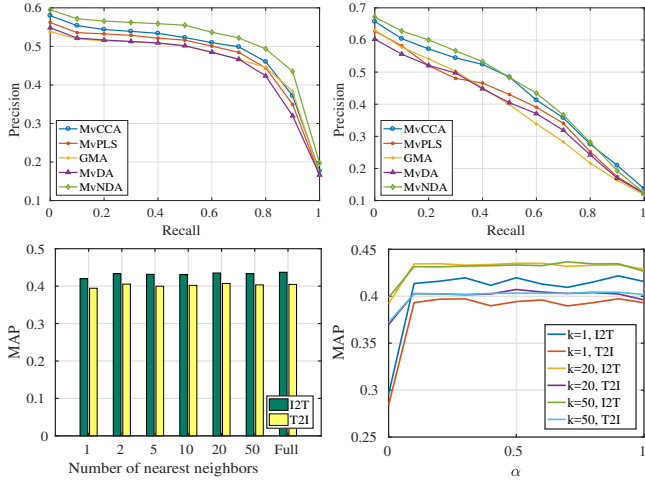 0.6
0.5
0.4
0.3
0.2
0.1
Precision
MvCCA
MvPLS
GMA
MvDA
MvNDA
0 0.2 0.4 0.6 0.8 1
Recall
0.7
0.6
0.5
0.4
0.3
0.2
0.1
Precision
MvCCA
MvPLS
GMA
MvDA
MvNDA
0 0.2 0.4 0.6 0.8 1
Recall
0.5
0.4
0.3
0.2
0.1
0
MAP
I2T
T2I
1 2 5 10 20 50 Full
Number of nearest neighbors
0.45
0.4
0.35
0.3
0.25
MAP
k=1, I2T
k=1, T2I
k=20, I2T
k=20, T2I
k=50, I2T
k=50, T2I
0 0.5 1
α